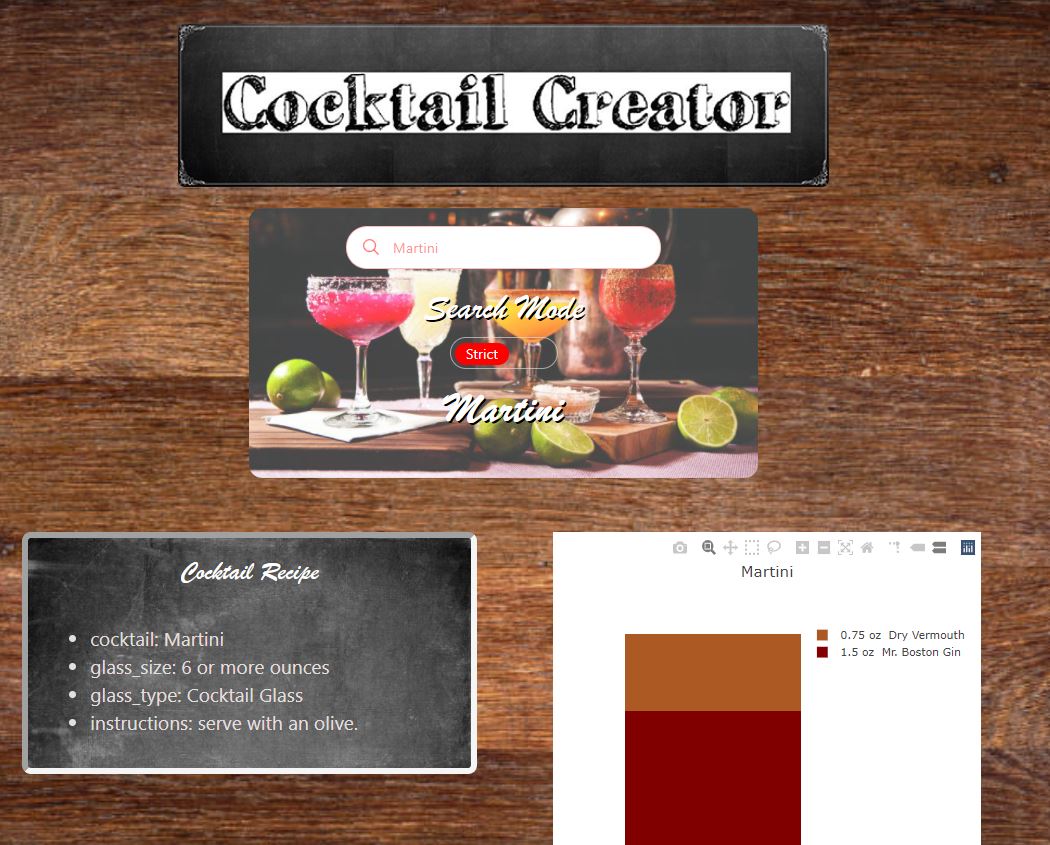 Cocktail Creator
Martini
Search Mode
Strict
Martini
Cocktail Recipe
cocktail: Martini
glass_size: 6 or more ounces
glass_type: Cocktail Glass
instructions: serve with an olive.
Martini
0.75 oz Dry Vermouth
1.5 oz Mr. Boston Gin